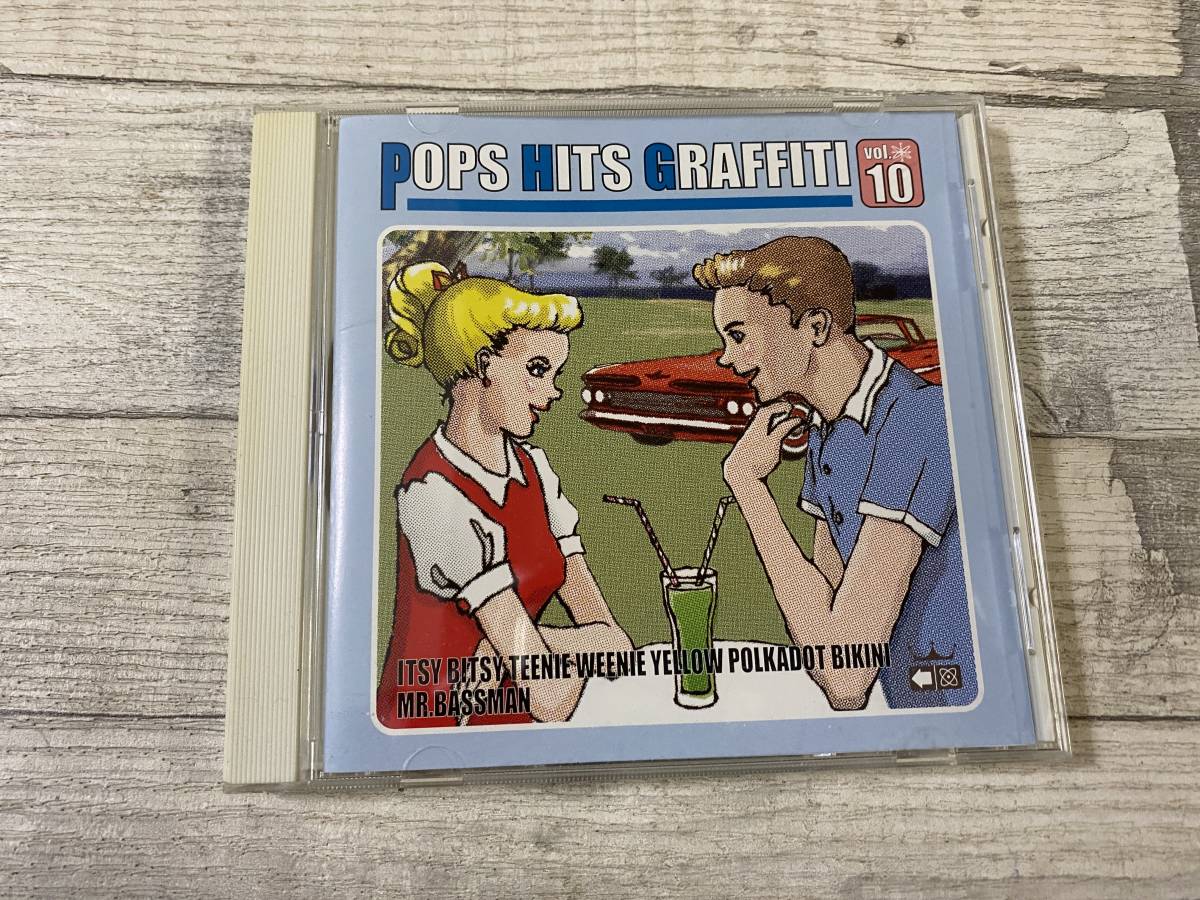 POPS HITS GRAFFITI
vol.
10
ITSY BITSY TEENIE WEENIE YELLOW POLKADOT BIKINI
MR.BASSMAN